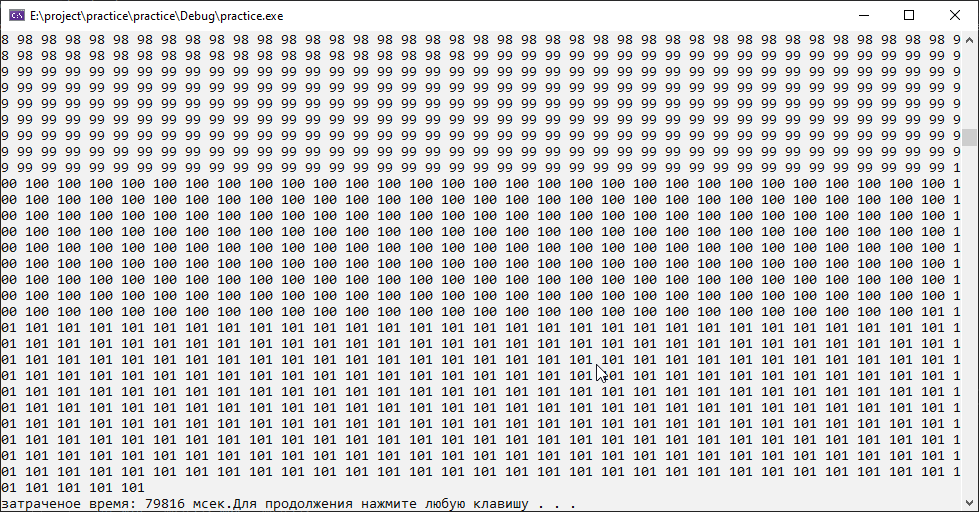 E:\project\practice\practice\Debug\practice.exe
8 98 98 98 98 98 98 98 98 98 98 98 98 98 98 98 98 98 98 98 98 98 98 98 98 98 98 98 98 98 98 98 98 98 98 98 98 98 98 98 9
8 98 98 98 98 98 98 98 98 98 98 98 98 98 98 98 98 98 98 98 99 99 99 99 99 99 99 99 99 99 99 99 99 99 99 99 99 99 99 99 9
9 99 99 99 99 99 99 99 99 99 99 99 99 99 99 99 99 99 99 99 99 99 99 99 99 99 99 99 99 99 99 99 99 99 99 99 99 99 99 99 9
9 99 99 99 99 99 99 99 99 99 99 99 99 99 99 99 99 99 99 99 99 99 99 99 99 99 99 99 99 99 99 99 99 99 99 99 99 99 99 99 9
9 99 99 99 99 99 99 99 99 99 99 99 99 99 99 99 99 99 99 99 99 99 99 99 99 99 99 99 99 99 99 99 99 99 99 99 99 99 99 99 9
9 99 99 99 99 99 99 99 99 99 99 99 99 99 99 99 99 99 99 99 99 99 99 99 99 99 99 99 99 99 99 99 99 99 99 99 99 99 99 99 9
9 99 99 99 99 99 99 99 99 99 99 99 99 99 99 99 99 99 99 99 99 99 99 99 99 99 99 99 99 99 99 99 99 99 99 99 99 99 99 99 9
9 99 99 99 99 99 99 99 99 99 99 99 99 99 99 99 99 99 99 99 99 99 99 99 99 99 99 99 99 99 99 99 99 99 99 99 99 99 99 99 9
9 99 99 99 99 99 99 99 99 99 99 99 99 99 99 99 99 99 99 99 99 99 99 99 99 99 99 99 99 99 99 99 99 99 99 99 99 99 99 99 1
00 100 100 100 100 100 100 100 100 100 100 100 100 100 100 100 100 100 100 100 100 100 100 100 100 100 100 100 100 100 1
00 100 100 100 100 100 100 100 100 100 100 100 100 100 100 100 100 100 100 100 100 100 100 100 100 100 100 100 100 100 1
00 100 100 100 100 100 100 100 100 100 100 100 100 100 100 100 100 100 100 100 100 100 100 100 100 100 100 100 100 100 1
00 100 100 100 100 100 100 100 100 100 100 100 100 100 100 100 100 100 100 100 100 100 100 100 100 100 100 100 100 100 1
00 100 100 100 100 100 100 100 100 100 100 100 100 100 100 100 100 100 100 100 100 100 100 100 100 100 100 100 100 100 1
00 100 100 100 100 100 100 100 100 100 100 100 100 100 100 100 100 100 100 100 100 100 100 100 100 100 100 100 100 100 1
00 100 100 100 100 100 100 100 100 100 100 100 100 100 100 100 100 100 100 100 100 100 100 100 100 100 100 100 100 100 1
00 100 100 100 100 100 100 100 100 100 100 100 100 100 100 100 100 100 100 100 100 100 100 100 100 100 100 100 100 100 1
00 100 100 100 100 100 100 100 100 100 100 100 100 100 100 100 100 100 100 100 100 100 100 100 100 100 100 100 100 101 1
01 101 101 101 101 101 101 101 101 101 101 101 101 101 101 101 101 101 101 101 101 101 101 101 101 101 101 101 101 101 1
01 101 101 101 101 101 101 101 101 101 101 101 101 101 101 101 101 101 101 101 101 101 101 101 101 101 101 101 101 101 1
01 101 101 101 101 101 101 101 101 101 101 101 101 101 101 101 101 101 101 101 101 101 101 101 101 101 101 101 101 101 1
01 101 101 101 101 101 101 101 101 101 101 101 101 101 101 101 101 101 101 101 101 101 101 101 101 101 101 101 101 101 1
01 101 101 101 101 101 101 101 101 101 101 101 101 101 101 101 101 101 101 101 101 101 101 101 101 101 101 101 101 101 1
01 101 101 101 101 101 101 101 101 101 101 101 101 101 101 101 101 101 101 101 101 101 101 101 101 101 101 101 101 101 1
01 101 101 101 101 101 101 101 101 101 101 101 101 101 101 101 101 101 101 101 101 101 101 101 101 101 101 101 101 101 1
01 101 101 101 101 101 101 101 101 101 101 101 101 101 101 101 101 101 101 101 101 101 101 101 101 101 101 101 101 101 1
01 101 101 101 101 101 101 101 101 101 101 101 101 101 101 101 101 101 101 101 101 101 101 101 101 101 101 101 101 101 1
01 101 101 101 101 101 101 101 101 101 101 101 101 101 101 101 101 101 101 101 101 101 101 101 101 101 101 101 101 101 1
01 101 101 101 101
затраченое время: 79816 мсек.Для продолжения нажмите любую клавишу . . .